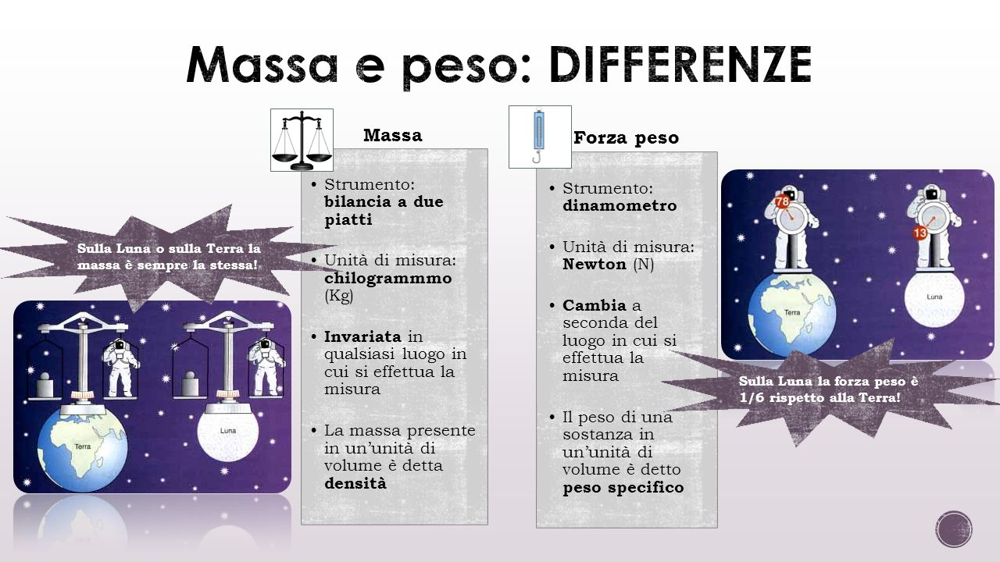 Massa e peso: DIFFERENZE
Massa
• Strumento:
bilancia a due
piatti
• Unità di misura:
chilogrammmo
(Kg)
• Invariata in
qualsiasi luogo in
cui si effettua la
misura
• La massa presente
in un’unità di
volume è detta
densità
Sulla Luna o sulla Terra la
massa è sempre la stessa!
Terra
Luna
Forza peso
• Strumento:
dinamometro
• Unità di misura:
Newton (N)
• Cambia a
seconda del
luogo in cui si
effettua la
misura
• Il peso di una
sostanza in
un’unità di
volume è detto
peso specifico
78
13
Terra
Luna
Sulla Luna la forza peso è
1/6 rispetto alla Terra!